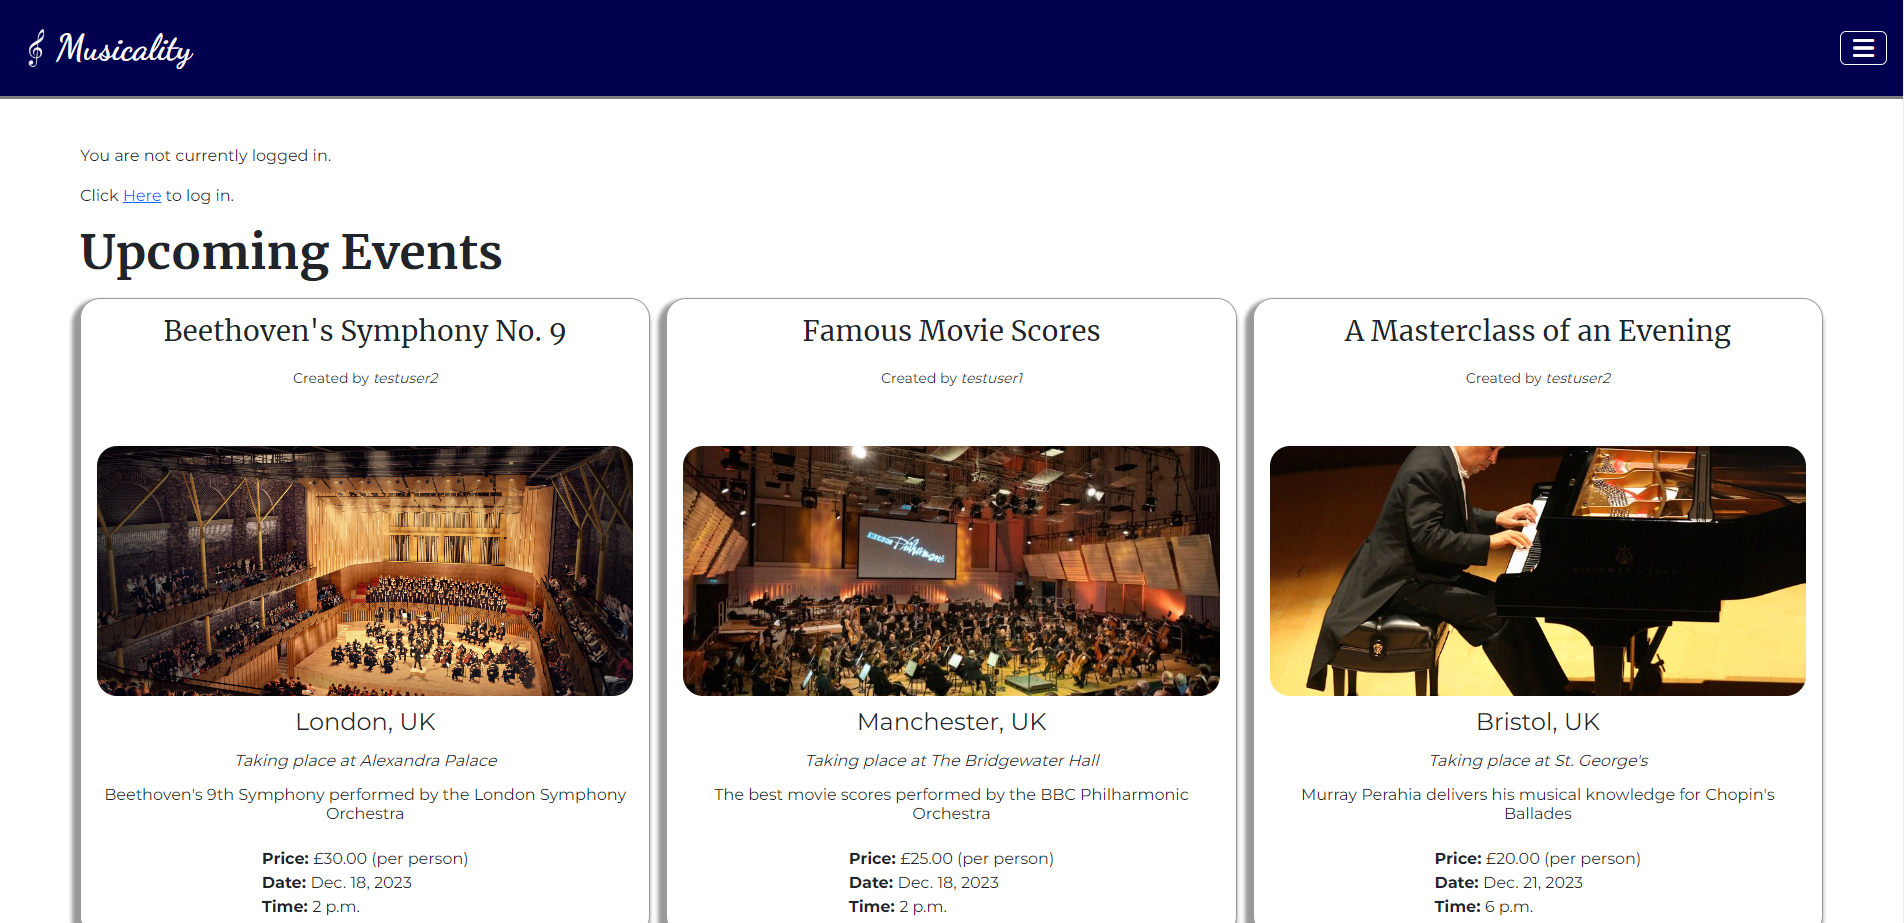 Musicality
You are not currently logged in.
Click Here to log in.
Upcoming Events
Beethoven's Symphony No. 9
Created by testuser2
London, UK
Taking place at Alexandra Palace
Beethoven's 9th Symphony performed by the London Symphony
Orchestra
Price: £30.00 (per person)
Date: Dec. 18, 2023
Time: 2 p.m.
Famous Movie Scores
Created by testuser1
BBC Philharmonic
Manchester, UK
Taking place at The Bridgewater Hall
The best movie scores performed by the BBC Philharmonic
Orchestra
Price: £25.00 (per person)
Date: Dec. 18, 2023
Time: 2 p.m.
A Masterclass of an Evening
Created by testuser2
STEINWAY & SONS
Bristol, UK
Taking place at St. George's
Murray Perahia delivers his musical knowledge for Chopin's
Ballades
Price: £20.00 (per person)
Date: Dec. 21, 2023
Time: 6 p.m.